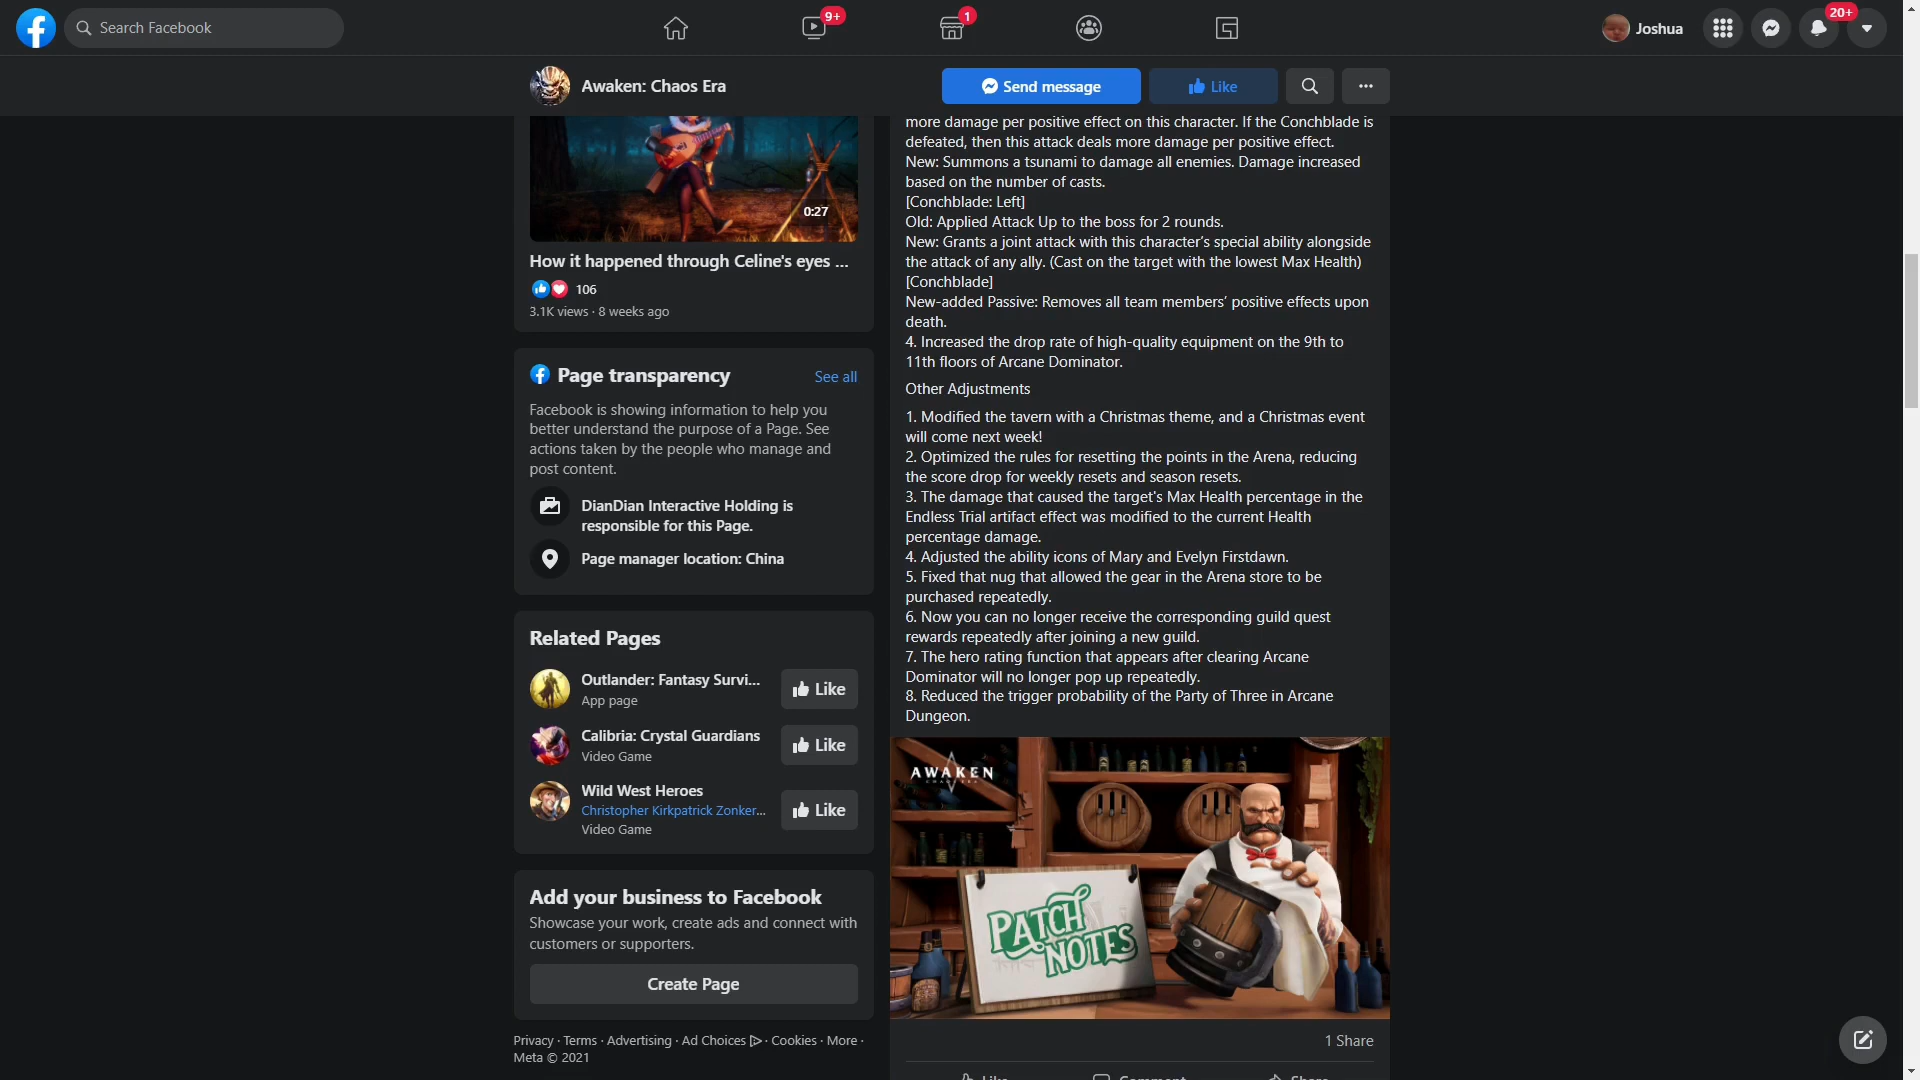 Search Facebook
9+
1
Joshua
20+
Awaken: Chaos Era
Send message
Like
0:27
How it happened through Celine's eyes ...
106
3.1K views · 8 weeks ago
Page transparency
See all
Facebook is showing information to help you
better understand the purpose of a Page. See
actions taken by the people who manage and
post content.
DianDian Interactive Holding is
responsible for this Page.
Page manager location: China
Related Pages
Outlander: Fantasy Survi...
App page
Like
Calibria: Crystal Guardians
Video Game
Like
Wild West Heroes
Christopher Kirkpatrick Zonker...
Video Game
Like
Add your business to Facebook
Showcase your work, create ads and connect with
customers or supporters.
Create Page
Privacy · Terms · Advertising · Ad Choices · Cookies · More ·
Meta © 2021
more damage per positive effect on this character. If the Conchblade is
defeated, then this attack deals more damage per positive effect.
New: Summons a tsunami to damage all enemies. Damage increased
based on the number of casts.
[Conchblade: Left]
Old: Applied Attack Up to the boss for 2 rounds.
New: Grants a joint attack with this character's special ability alongside
the attack of any ally. (Cast on the target with the lowest Max Health)
[Conchblade]
New-added Passive: Removes all team members' positive effects upon
death.
4. Increased the drop rate of high-quality equipment on the 9th to
11th floors of Arcane Dominator.
Other Adjustments
1. Modified the tavern with a Christmas theme, and a Christmas event
will come next week!
2. Optimized the rules for resetting the points in the Arena, reducing
the score drop for weekly resets and season resets.
3. The damage that caused the target's Max Health percentage in the
Endless Trial artifact effect was modified to the current Health
percentage damage.
4. Adjusted the ability icons of Mary and Evelyn Firstdawn.
5. Fixed that nug that allowed the gear in the Arena store to be
purchased repeatedly.
6. Now you can no longer receive the corresponding guild quest
rewards repeatedly after joining a new guild.
7. The hero rating function that appears after clearing Arcane
Dominator will no longer pop up repeatedly.
8. Reduced the trigger probability of the Party of Three in Arcane
Dungeon.
AWAKEN
CHAOS ERA
PATCH
NOTES
1 Share
Like
Comment
Share